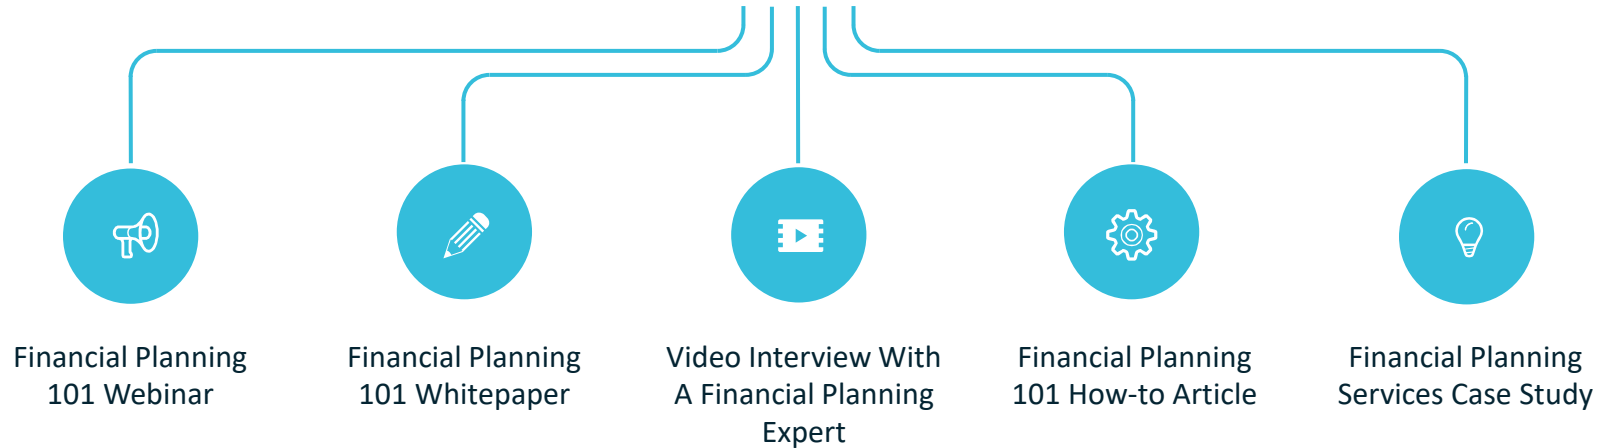 Financial Planning
101 Webinar
Financial Planning
101 Whitepaper
Video Interview With
A Financial Planning
Expert
Financial Planning
101 How-to Article
Financial Planning
Services Case Study